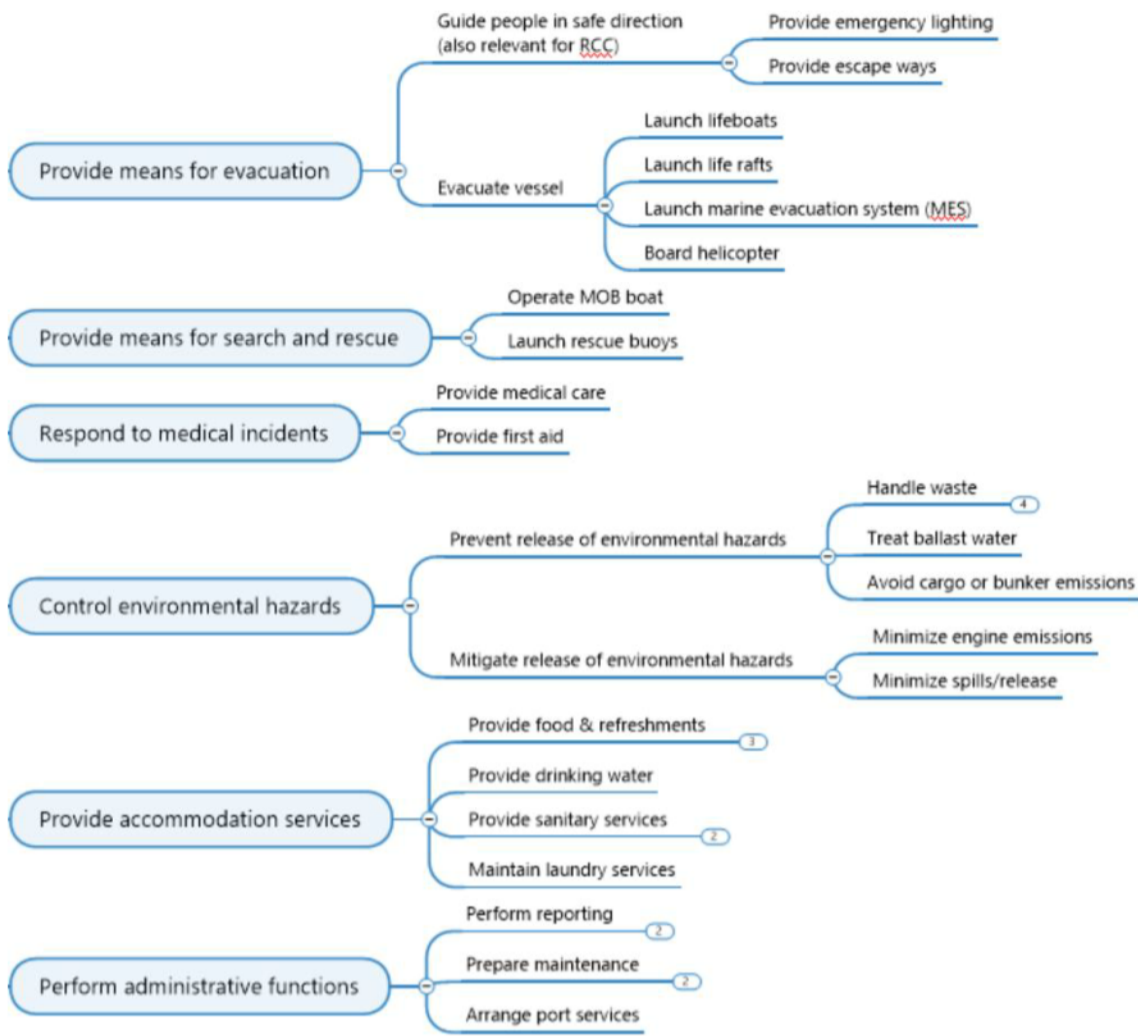 Guide people in safe direction
(also relevant for RCC)
Provide emergency lighting
Provide escape ways
Provide means for evacuation
Evacuate vessel
Launch lifeboats
Launch life rafts
Launch marine evacuation system (MES)
Board helicopter
Provide means for search and rescue
Operate MOB boat
Launch rescue buoys
Respond to medical incidents
Provide medical care
Provide first aid
Control environmental hazards
Prevent release of environmental hazards
Handle waste
4
Treat ballast water
Avoid cargo or bunker emissions
Mitigate release of environmental hazards
Minimize engine emissions
Minimize spills/release
Provide accommodation services
Provide food & refreshments
3
Provide drinking water
Provide sanitary services
2
Maintain laundry services
Perform administrative functions
Perform reporting
2
Prepare maintenance
2
Arrange port services